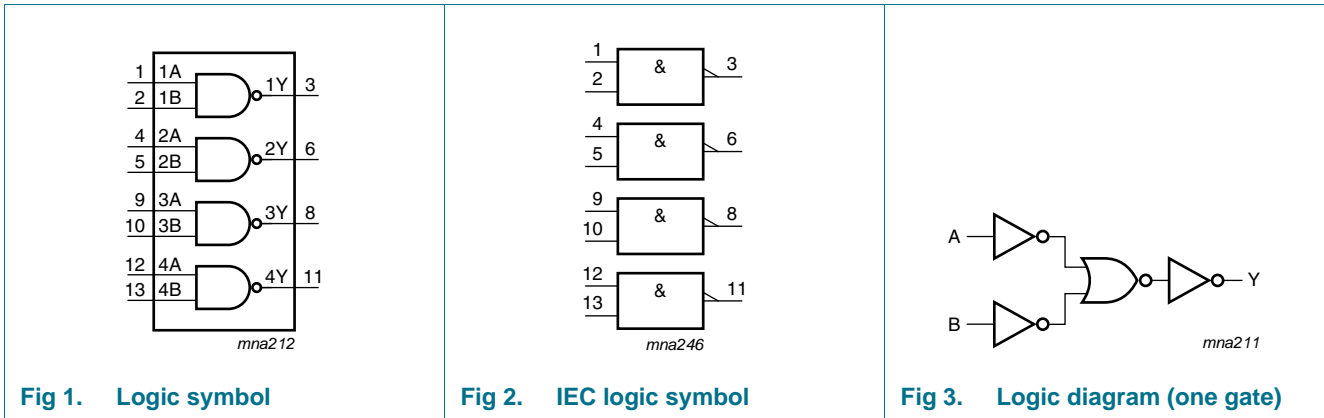 1 1A 1Y 3
2 1B
4 2A 2Y 6
5 2B
9 3A 3Y 8
10 3B
12 4A 4Y 11
13 4B
mna212
Fig 1. Logic symbol
1 & 3
2
4 & 6
5
9 & 8
10
12 & 11
13
mna246
Fig 2. IEC logic symbol
A
Y
B
mna211
Fig 3. Logic diagram (one gate)